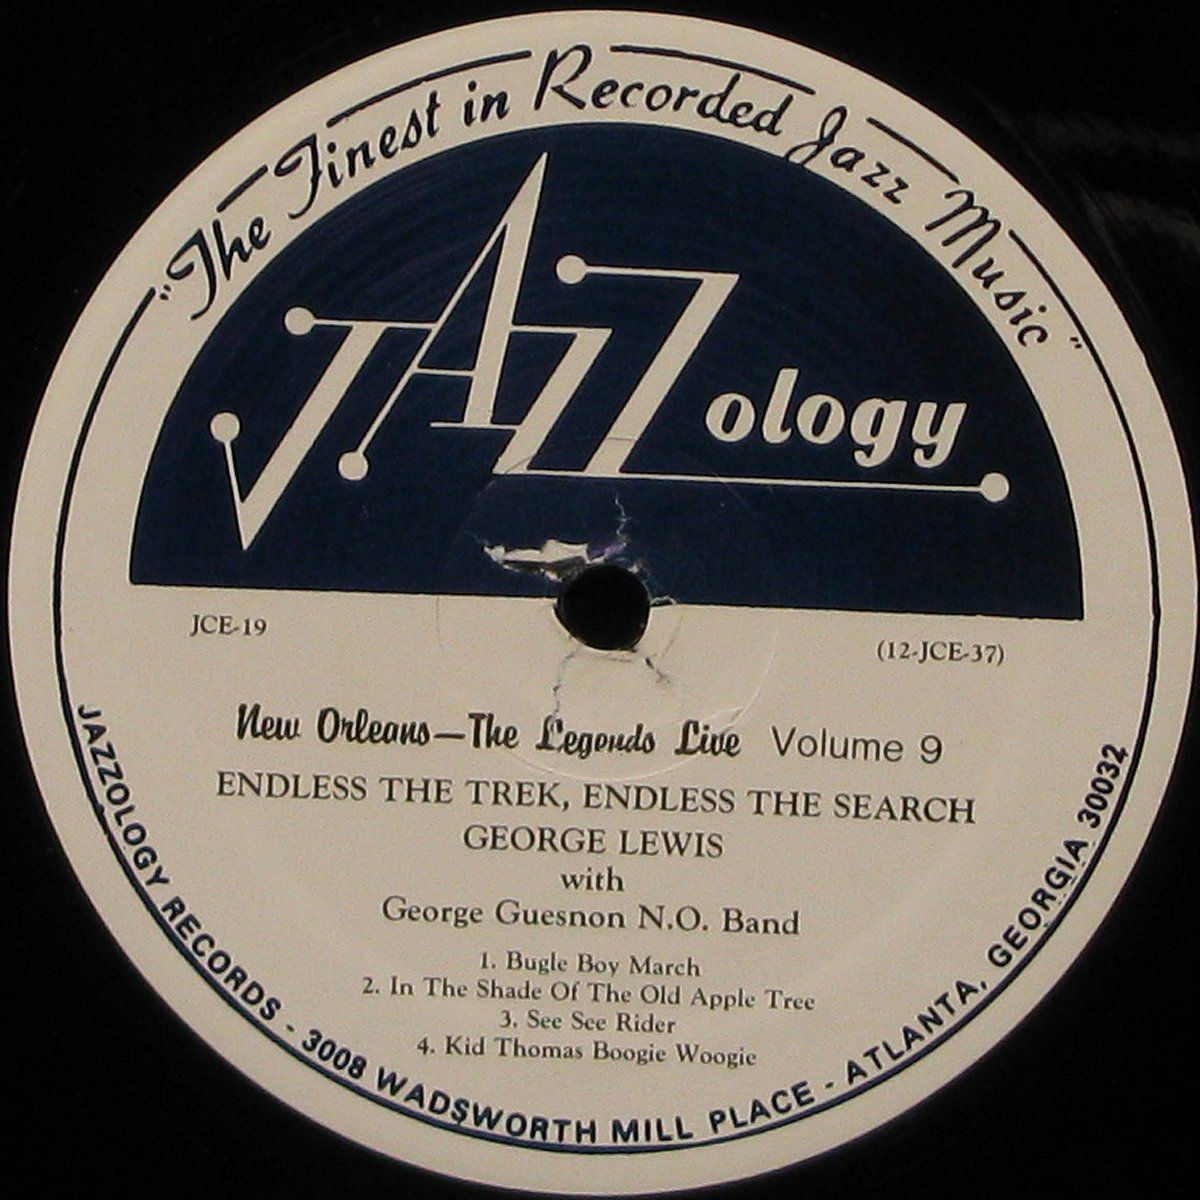 "The Finest in Recorded Jazz Music"
JAZZology
JCE-19
(12-JCE-37)
New Orleans—The Legends Live Volume 9
ENDLESS THE TREK, ENDLESS THE SEARCH
GEORGE LEWIS
with
George Guesnon N.O. Band
1. Bugle Boy March
2. In The Shade Of The Old Apple Tree
3. See See Rider
4. Kid Thomas Boogie Woogie
JAZZOLOGY RECORDS - 3008 WADSWORTH MILL PLACE - ATLANTA, GEORGIA 30032